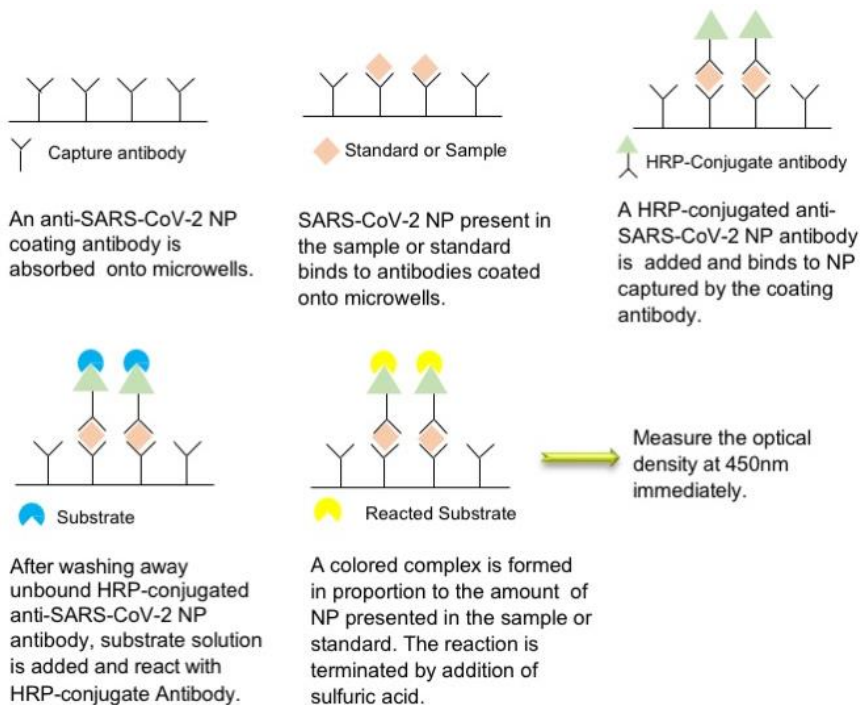 Capture antibody
An anti-SARS-CoV-2 NP
coating antibody is
absorbed onto microwells.
Standard or Sample
SARS-CoV-2 NP present in
the sample or standard
binds to antibodies coated
onto microwells.
HRP-Conjugate antibody
A HRP-conjugated anti-
SARS-CoV-2 NP antibody
is added and binds to NP
captured by the coating
antibody.
Substrate
After washing away
unbound HRP-conjugated
anti-SARS-CoV-2 NP
antibody, substrate solution
is added and react with
HRP-conjugate Antibody.
Reacted Substrate
A colored complex is formed
in proportion to the amount of
NP presented in the sample or
standard. The reaction is
terminated by addition of
sulfuric acid.
Measure the optical
density at 450nm
immediately.